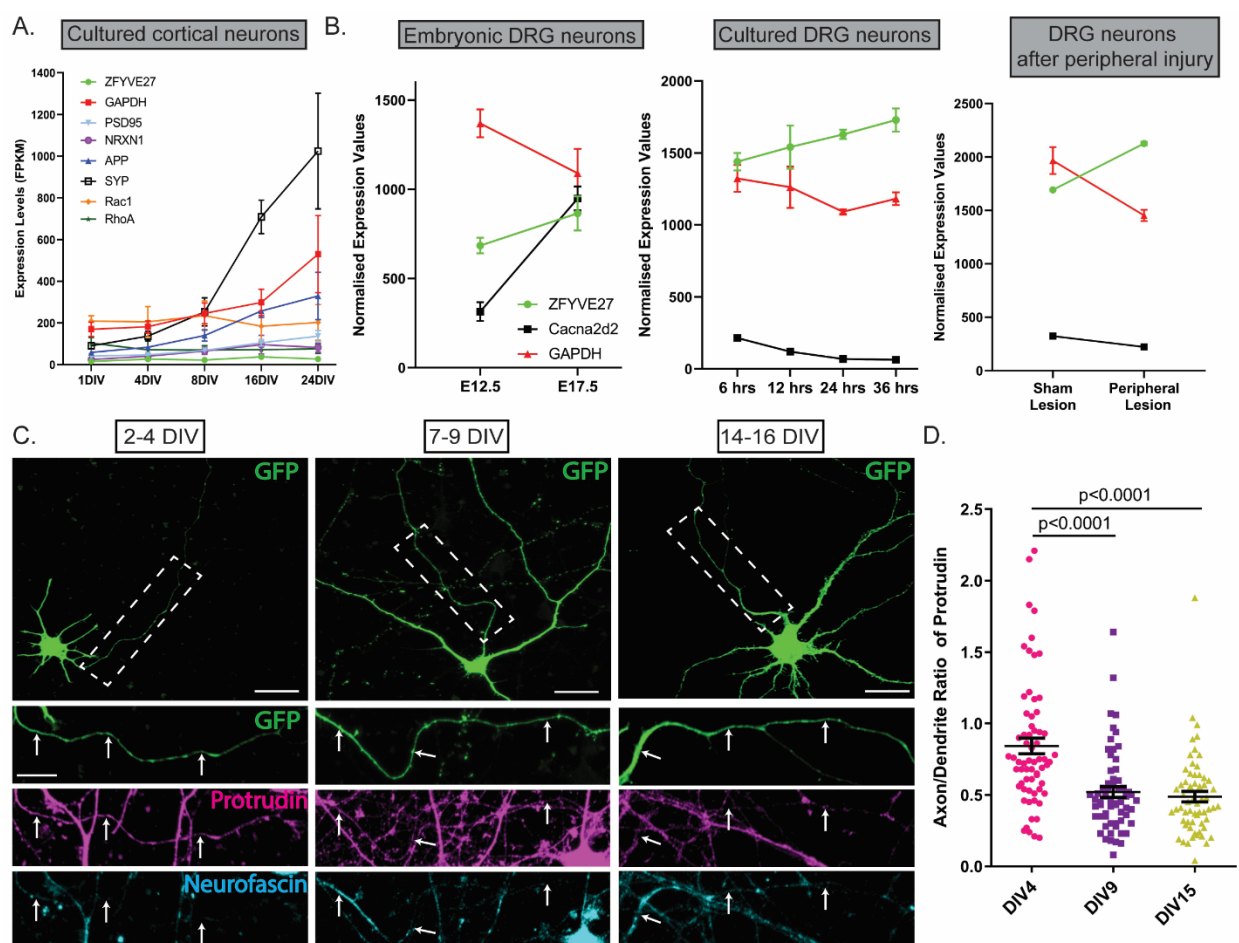 A.
Cultured cortical neurons
Expression Levels (FPKM)
1400
1200
1000
800
600
400
200
0
ZFYVE27
GAPDH
PSD95
NRXN1
APP
SYP
Rac1
RhoA
1DIV 4DIV 8DIV 16DIV 24DIV
B.
Embryonic DRG neurons
Normalised Expression Values
1500
1000
500
0
ZFYVE27
Cacna2d2
GAPDH
E12.5 E17.5
Cultured DRG neurons
Normalised Expression Values
2000
1500
1000
500
0
6 hrs 12 hrs 24 hrs 36 hrs
DRG neurons
after peripheral injury
Normalised Expression Values
2500
2000
1500
1000
500
0
Sham Peripheral
Lesion Lesion
C.
2-4 DIV 7-9 DIV 14-16 DIV
GFP GFP GFP
GFP
Protrudin
Neurofascin
D.
Axon/Dendrite Ratio of Protrudin
p<0.0001
p<0.0001
2.5
2.0
1.5
1.0
0.5
0.0
DIV4 DIV9 DIV15